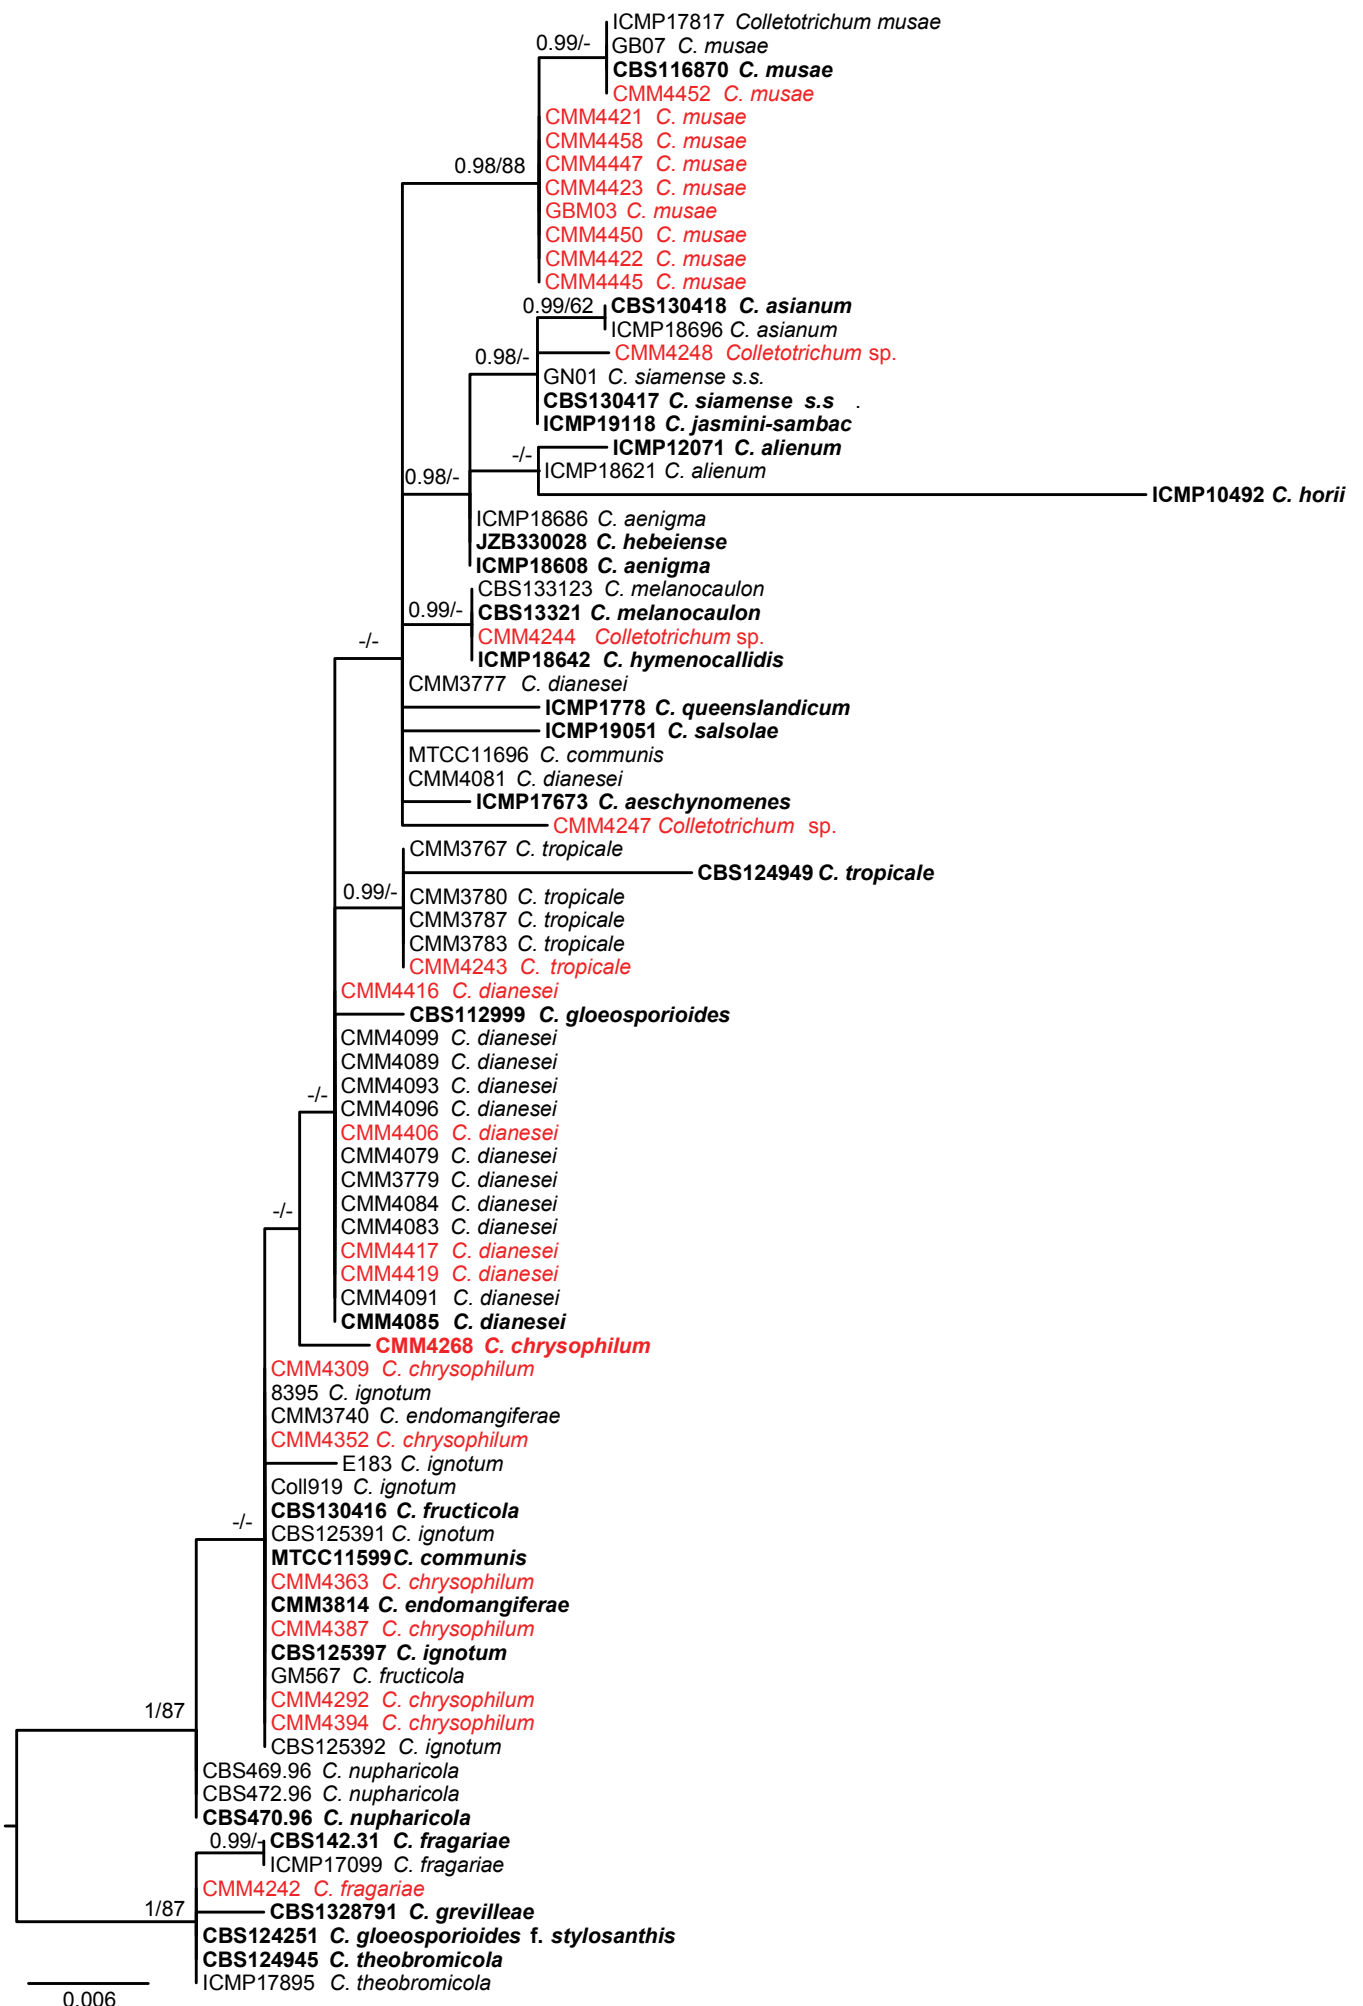 ICMP17817 Colletotrichum musae
0.99/-
GB07 C. musae
CBS116870 C. musae
CMM4452 C. musae
CMM4421 C. musae
CMM4458 C. musae
0.98/88
CMM4447 C. musae
CMM4423 C. musae
GBM03 C. musae
CMM4450 C. musae
CMM4422 C. musae
CMM4445 C. musae
0.99/62
CBS130418 C. asianum
ICMP18696 C. asianum
0.98/-
CMM4248 Colletotrichum sp.
GN01 C. siamense s.s.
CBS130417 C. siamense s.s .
ICMP19118 C. jasmini-sambac
-/-
ICMP12071 C. alienum
0.98/-
ICMP18621 C. alienum
ICMP10492 C. horii
ICMP18686 C. aenigma
JZB330028 C. hebeiense
ICMP18608 C. aenigma
CBS133123 C. melanocaulon
0.99/-
CBS13321 C. melanocaulon
CMM4244 Colletotrichum sp.
-/-
ICMP18642 C. hymenocallidis
CMM3777 C. dianesei
ICMP1778 C. queenslandicum
ICMP19051 C. salsolae
MTCC11696 C. communis
CMM4081 C. dianesei
ICMP17673 C. aeschynomenes
CMM4247 Colletotrichum sp.
CMM3767 C. tropicale
CBS124949 C. tropicale
0.99/-
CMM3780 C. tropicale
CMM3787 C. tropicale
CMM3783 C. tropicale
CMM4243 C. tropicale
CMM4416 C. dianesei
CBS112999 C. gloeosporioides
CMM4099 C. dianesei
CMM4089 C. dianesei
-/-
CMM4093 C. dianesei
CMM4096 C. dianesei
CMM4406 C. dianesei
CMM4079 C. dianesei
CMM3779 C. dianesei
-/-
CMM4084 C. dianesei
CMM4083 C. dianesei
CMM4417 C. dianesei
CMM4419 C. dianesei
CMM4091 C. dianesei
CMM4085 C. dianesei
CMM4268 C. chrysophilum
CMM4309 C. chrysophilum
8395 C. ignotum
CMM3740 C. endomangiferae
CMM4352 C. chrysophilum
E183 C. ignotum
Coll919 C. ignotum
CBS130416 C. fructicola
-/-
CBS125391 C. ignotum
MTCC11599 C. communis
CMM4363 C. chrysophilum
CMM3814 C. endomangiferae
CMM4387 C. chrysophilum
CBS125397 C. ignotum
GM567 C. fructicola
CMM4292 C. chrysophilum
1/87
CMM4394 C. chrysophilum
CBS125392 C. ignotum
CBS469.96 C. nupharicola
CBS472.96 C. nupharicola
CBS470.96 C. nupharicola
0.99/-
CBS142.31 C. fragariae
ICMP17099 C. fragariae
CMM4242 C. fragariae
1/87
CBS1328791 C. grevilleae
CBS124251 C. gloeosporioides f. stylosanthis
CBS124945 C. theobromicola
ICMP17895 C. theobromicola
0.006